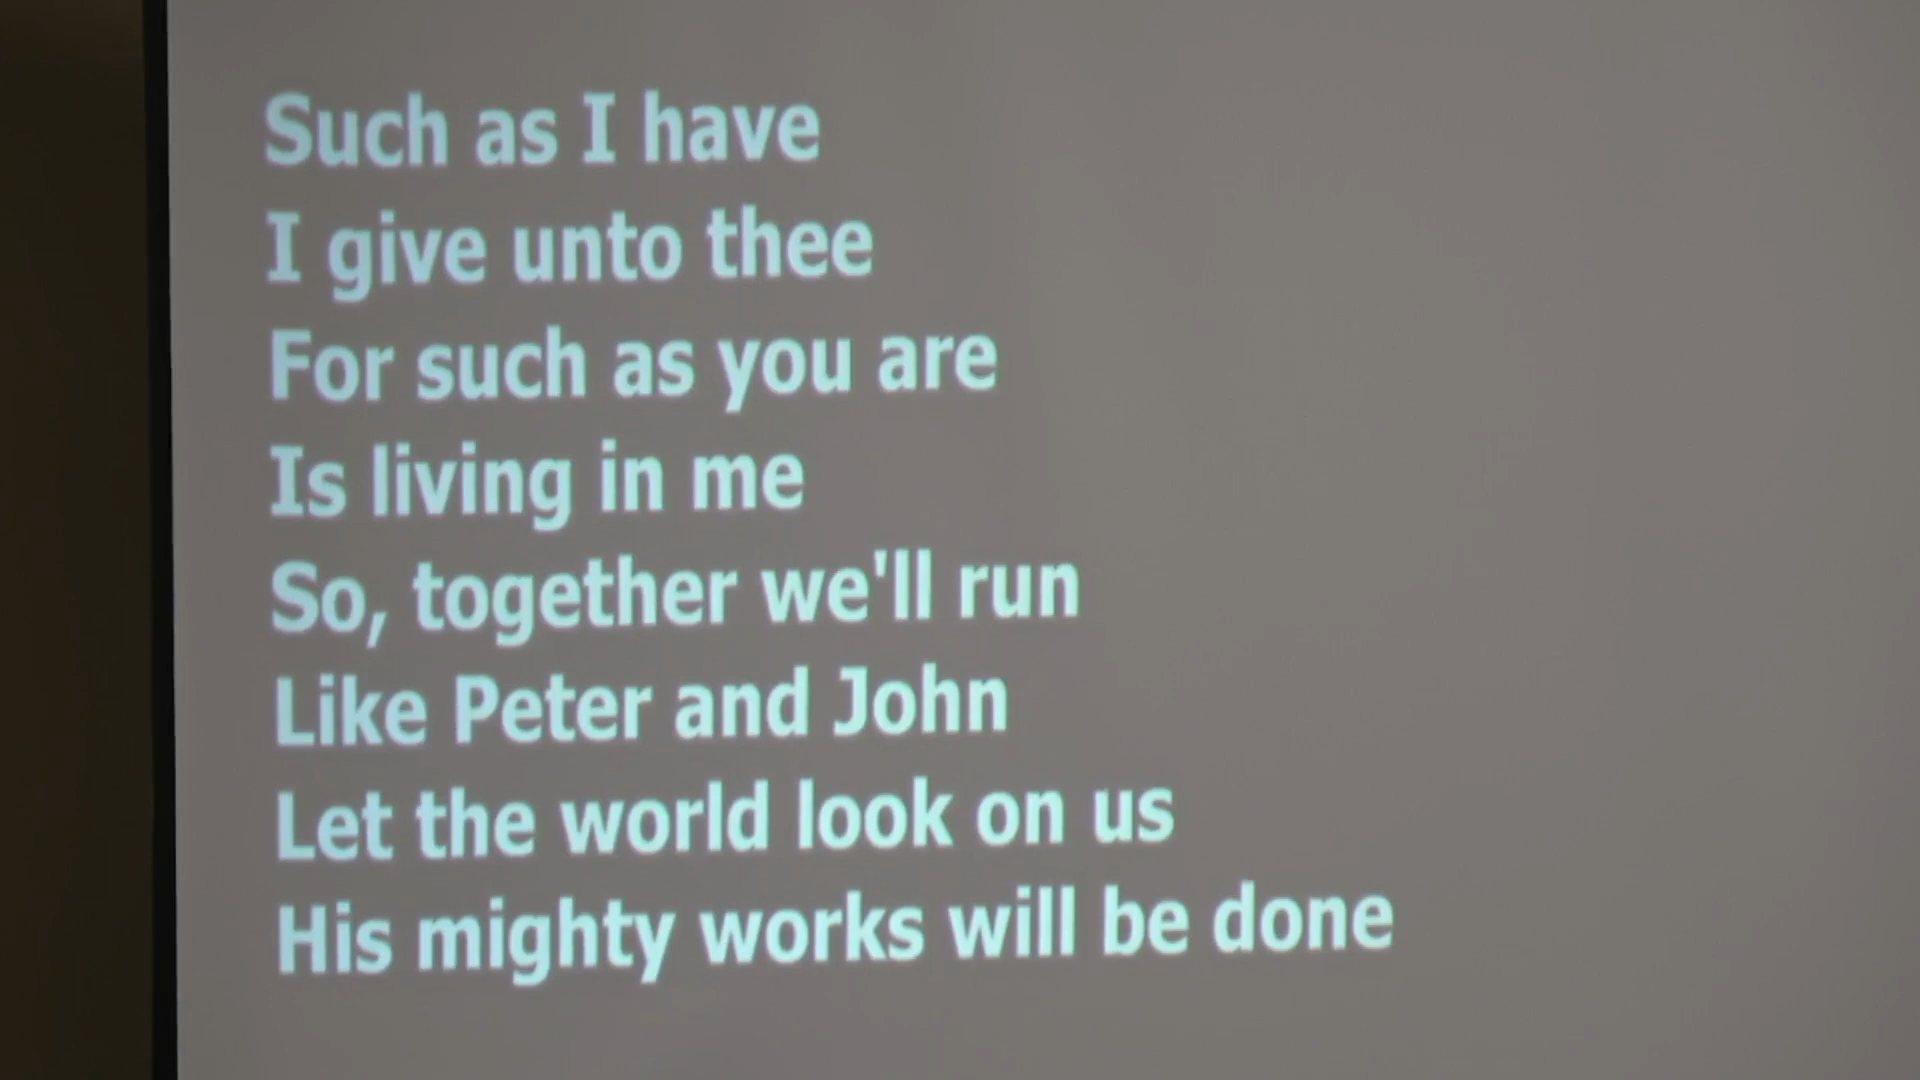 Such as I have
I give unto thee
For such as you are
Is living in me
So, together we'll run
Like Peter and John
Let the world look on us
His mighty works will be done